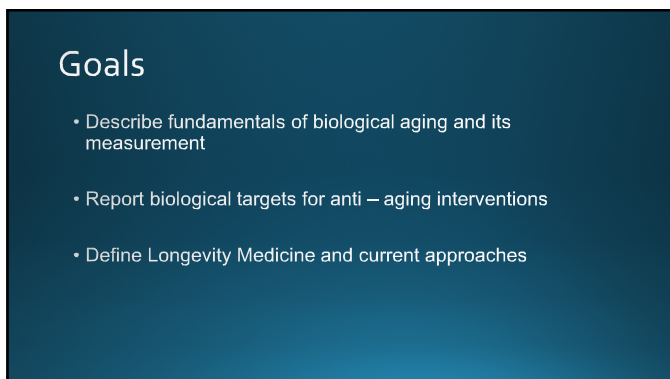 Goals
• Describe fundamentals of biological aging and its
measurement
• Report biological targets for anti – aging interventions
• Define Longevity Medicine and current approaches